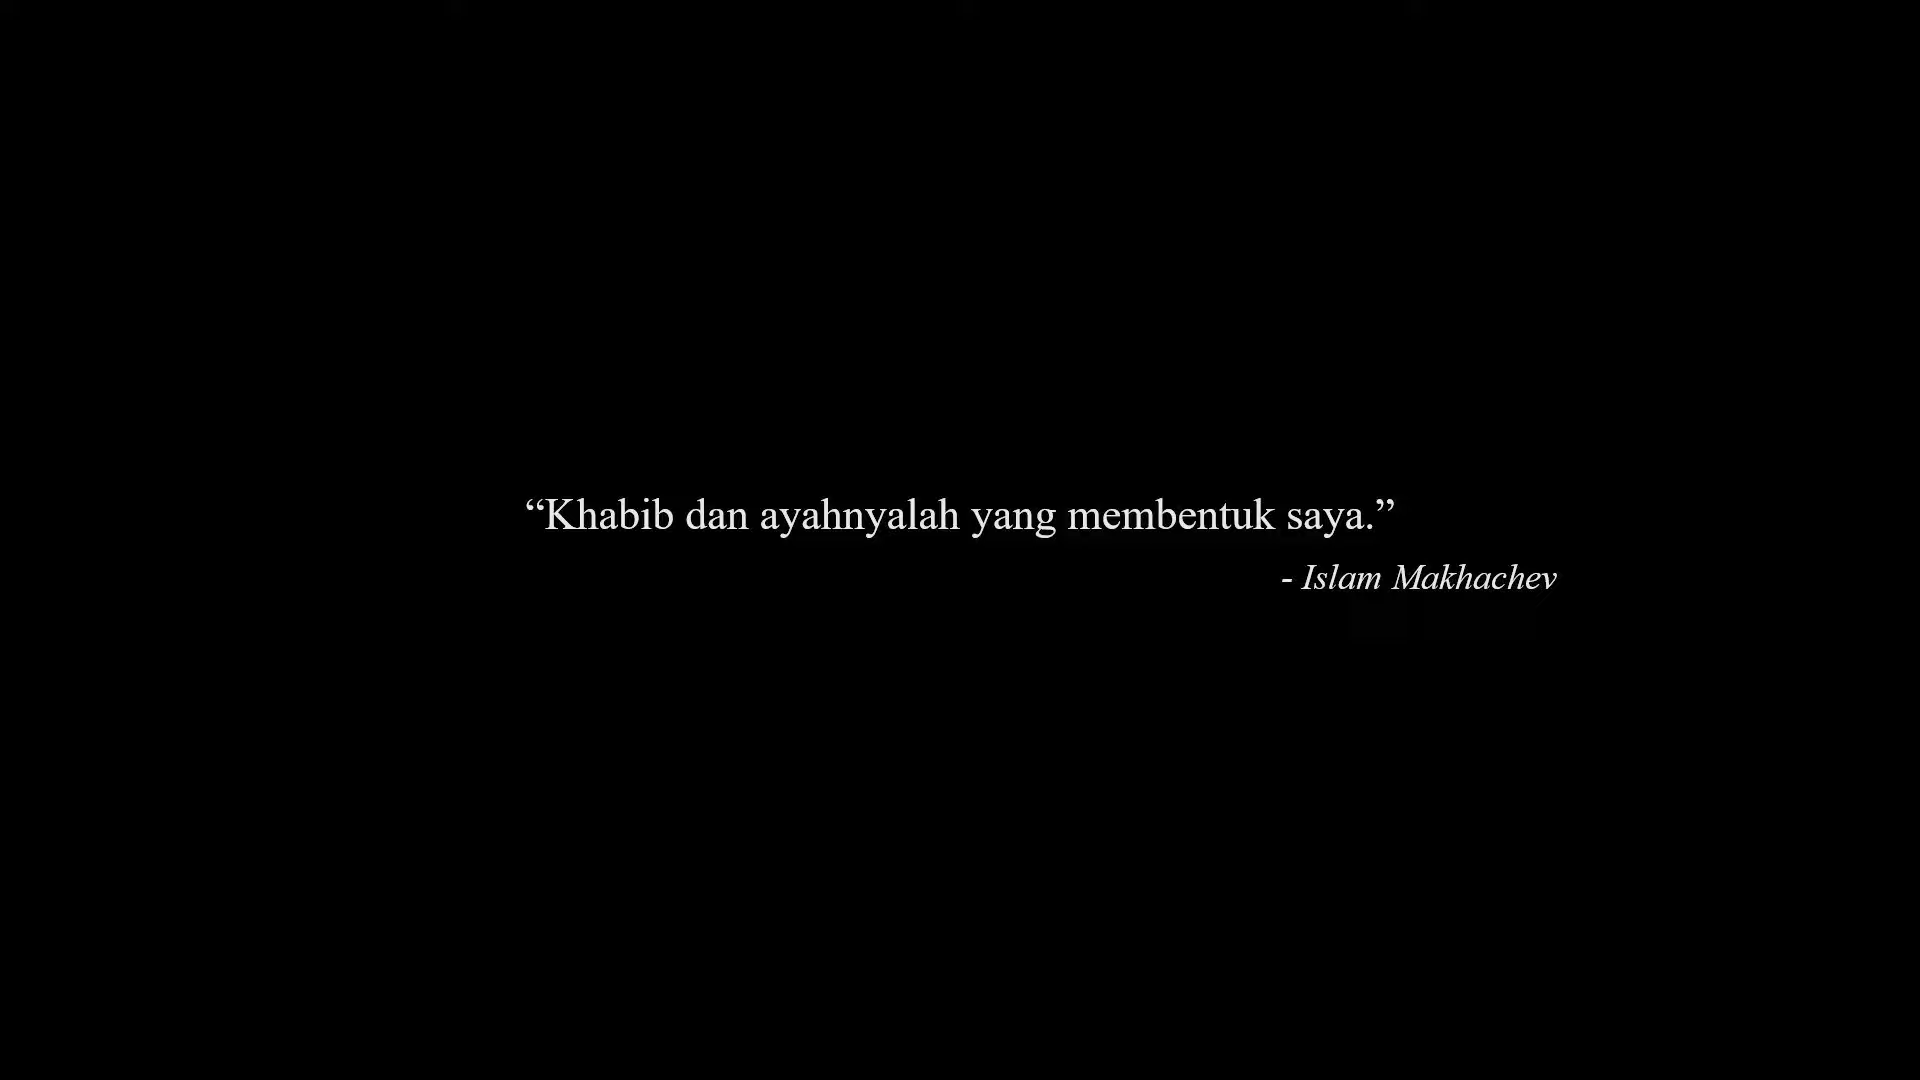 “Khabib dan ayahnyalah yang membentuk saya.”
- Islam Makhachev